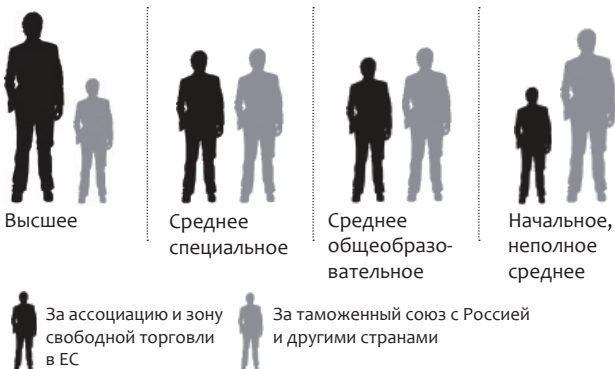 Высшее
Среднее
специальное
Среднее
общеобразо-
вательное
Начальное,
неполное
среднее
За ассоциацию и зону
свободной торговли
в ЕС
За таможенный союз с Россией
и другими странами